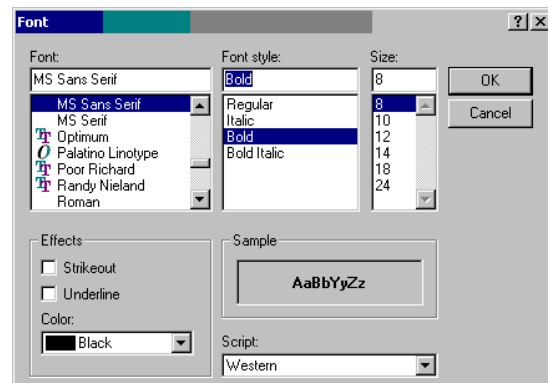 Font
Font:
MS Sans Serif
MS Sans Serif
MS Serif
Optimum
Palatino Linotype
Poor Richard
Randy Nieland
Roman
Font style:
Bold
Regular
Italic
Bold
Bold Italic
Size:
8
8
10
12
14
18
24
OK
Cancel
Effects
Strikeout
Underline
Color:
Black
Sample
AaBbYyZz
Script:
Western